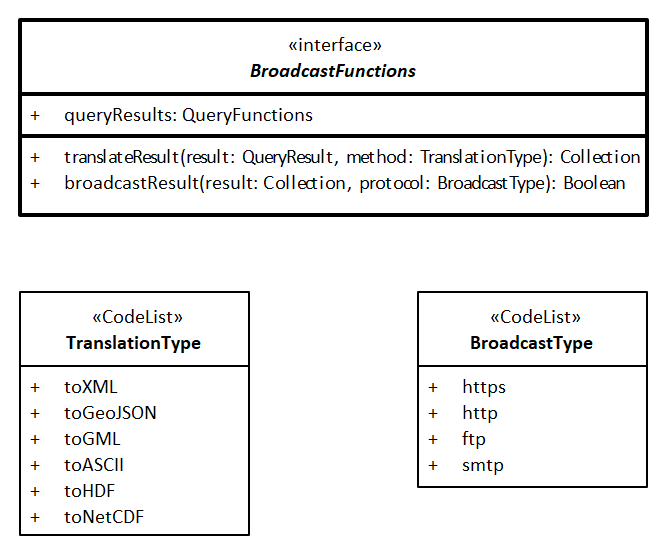 «interface»
BroadcastFunctions
+ queryResults: QueryFunctions
+ translateResult(result: QueryResult, method: TranslationType): Collection
+ broadcastResult(result: Collection, protocol: BroadcastType): Boolean
«CodeList»
TranslationType
+ toXML
+ toGeoJSON
+ toGML
+ toASCII
+ toHDF
+ toNetCDF
«CodeList»
BroadcastType
+ https
+ http
+ ftp
+ smtp